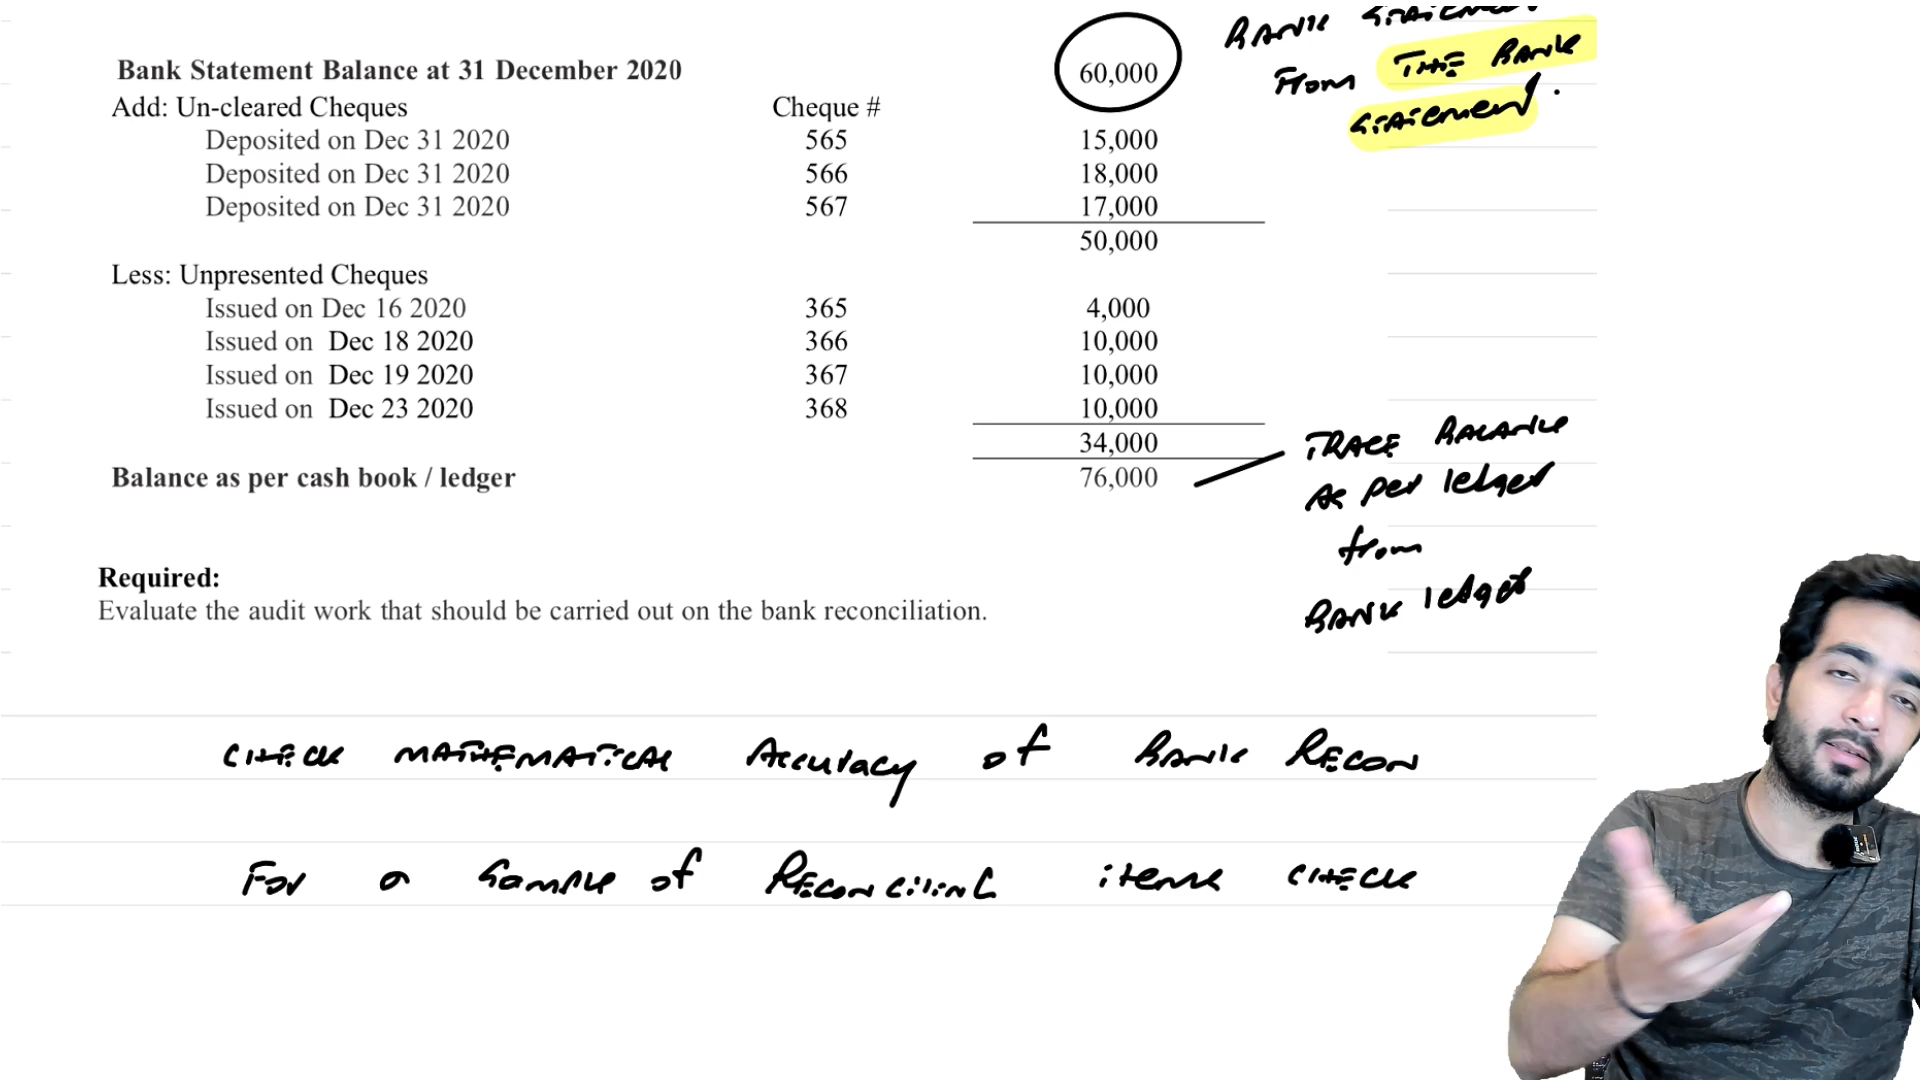 BANK STATEMENT
FROM THE BANK
STATEMENT.
Bank Statement Balance at 31 December 2020 60,000
Add: Un-cleared Cheques Cheque #
Deposited on Dec 31 2020 565 15,000
Deposited on Dec 31 2020 566 18,000
Deposited on Dec 31 2020 567 17,000
50,000
Less: Unpresented Cheques
Issued on Dec 16 2020 365 4,000
Issued on Dec 18 2020 366 10,000
Issued on Dec 19 2020 367 10,000
Issued on Dec 23 2020 368 10,000
34,000
Balance as per cash book / ledger 76,000
TRACE BALANCE
As per ledger
from
BANK ledger
Required:
Evaluate the audit work that should be carried out on the bank reconciliation.
CHECK MATHEMATICAL Accuracy of BANK RECON
For a Sample of RECONCILING items CHECK